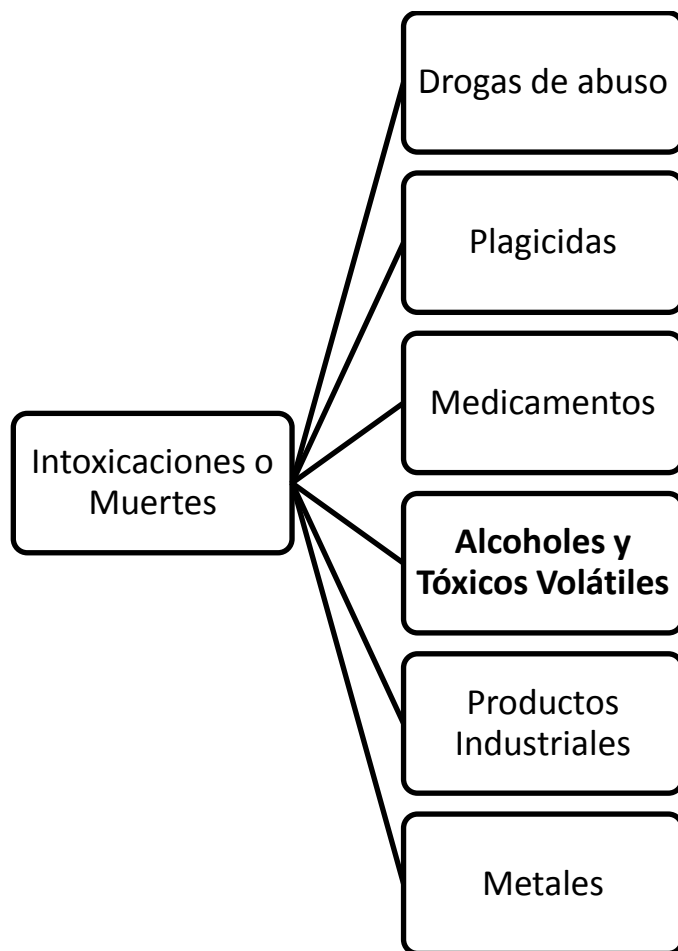 Drogas de abuso
Plagicidas
Medicamentos
Intoxicaciones o
Muertes
Alcoholes y
Tóxicos Volátiles
Productos
Industriales
Metales